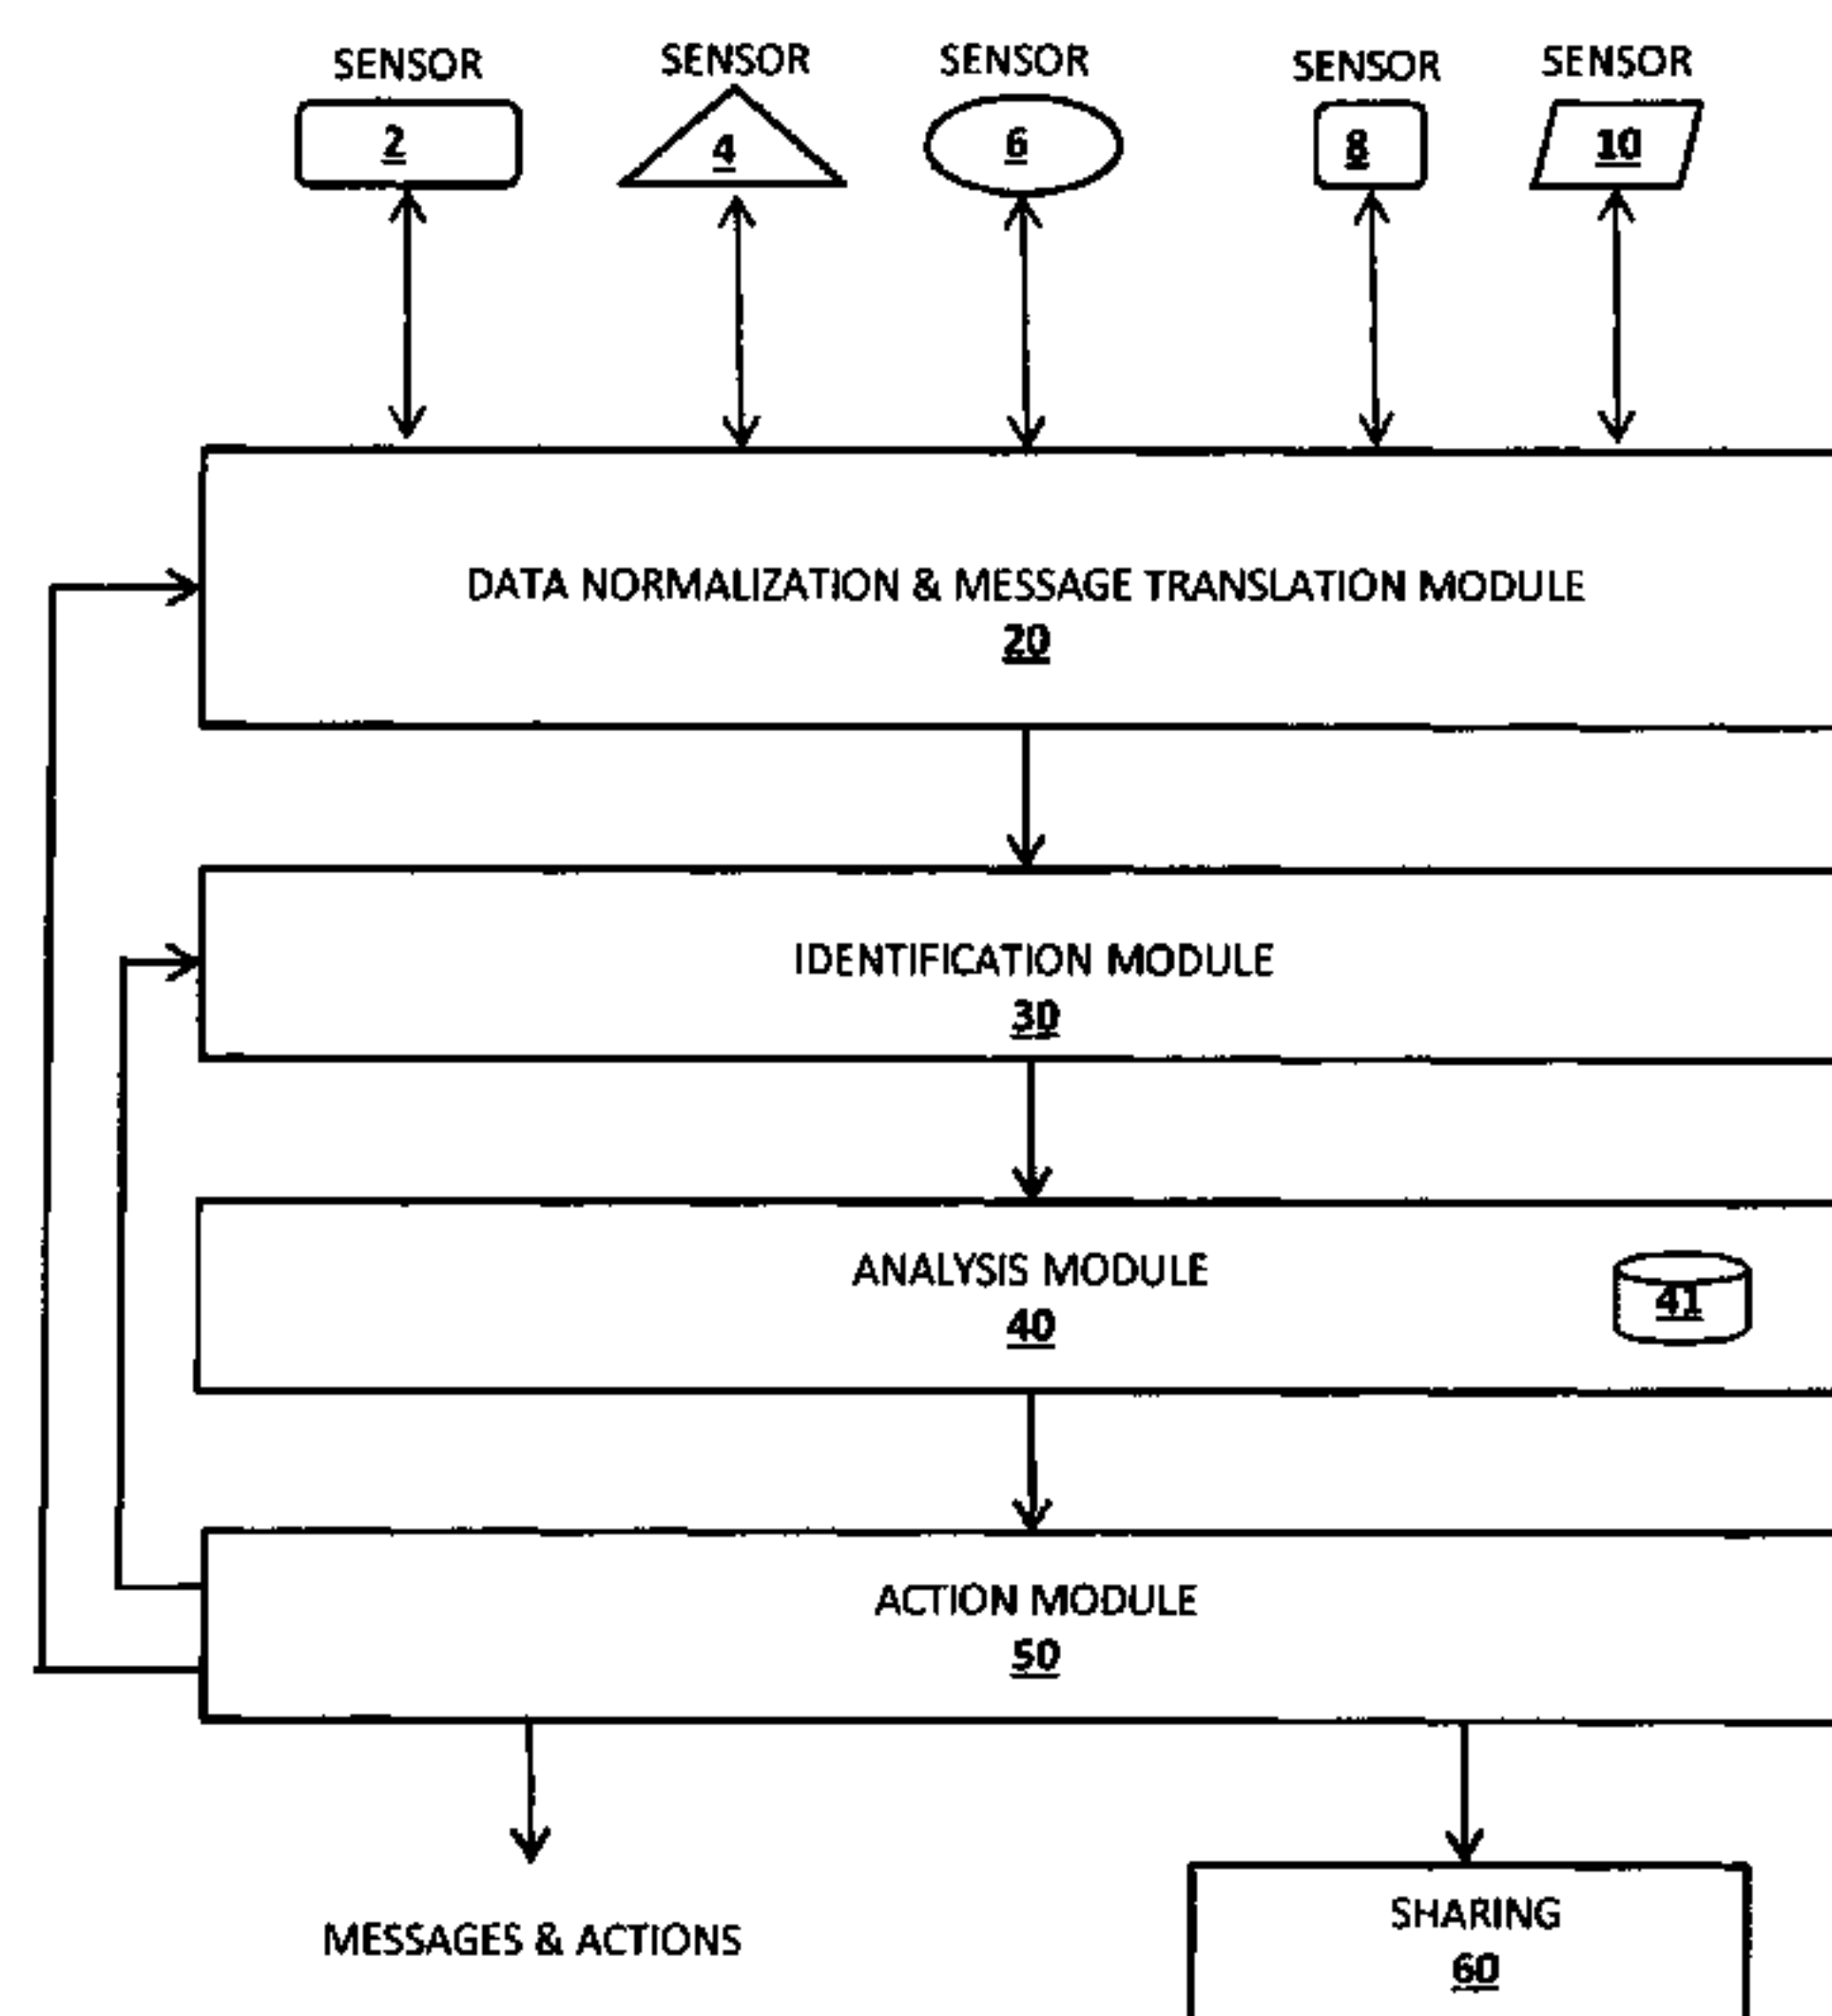 SENSOR SENSOR SENSOR SENSOR SENSOR
2 4 6 8 10
DATA NORMALIZATION & MESSAGE TRANSLATION MODULE
20
IDENTIFICATION MODULE
30
ANALYSIS MODULE
40
41
ACTION MODULE
50
MESSAGES & ACTIONS
SHARING
60